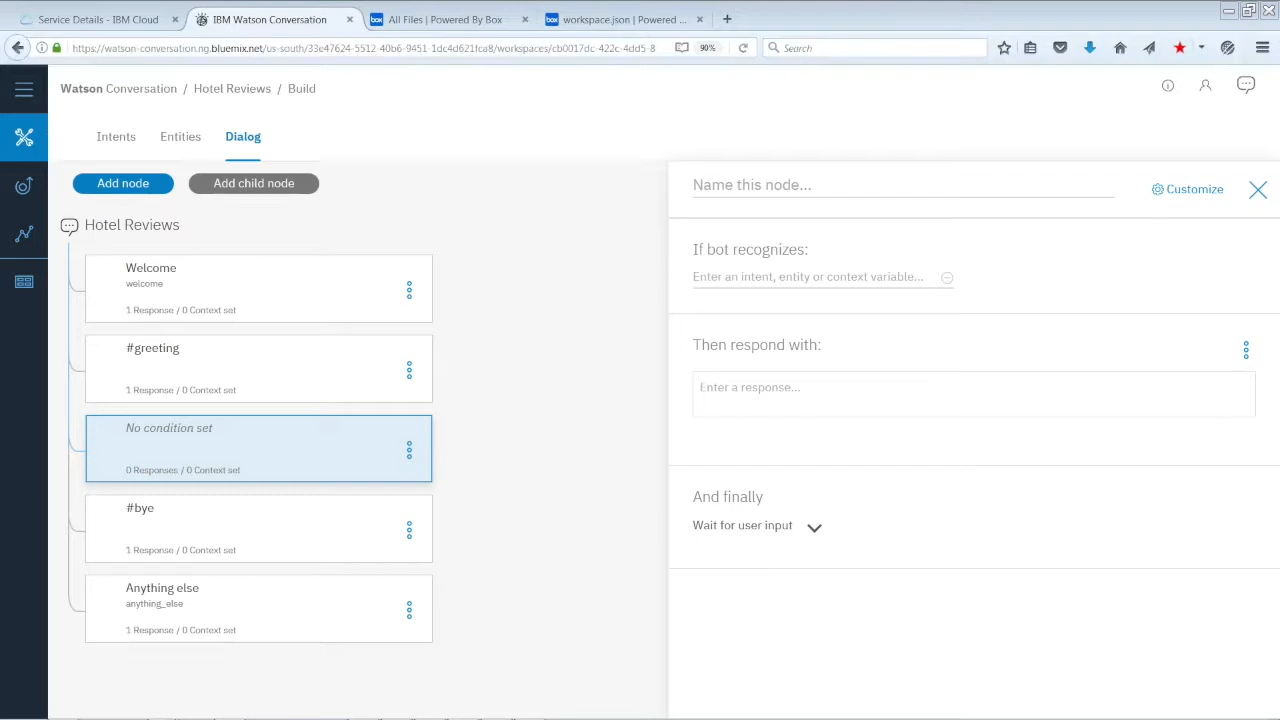 Service Details - IBM Cloud
IBM Watson Conversation
All Files | Powered By Box
workspace.json | Powered ...
https://watson-conversation.ng.bluemix.net/us-south/33e47624-5512-40b6-9451-1dc4d621fca8/workspaces/cb0017dc-422c-4dd5-8
90%
Search
Watson Conversation / Hotel Reviews / Build
Intents
Entities
Dialog
Add node
Add child node
Hotel Reviews
Welcome
welcome
1 Response / 0 Context set
#greeting
1 Response / 0 Context set
No condition set
0 Responses / 0 Context set
#bye
1 Response / 0 Context set
Anything else
anything_else
1 Response / 0 Context set
Name this node...
Customize
If bot recognizes:
Enter an intent, entity or context variable...
Then respond with:
Enter a response...
And finally
Wait for user input